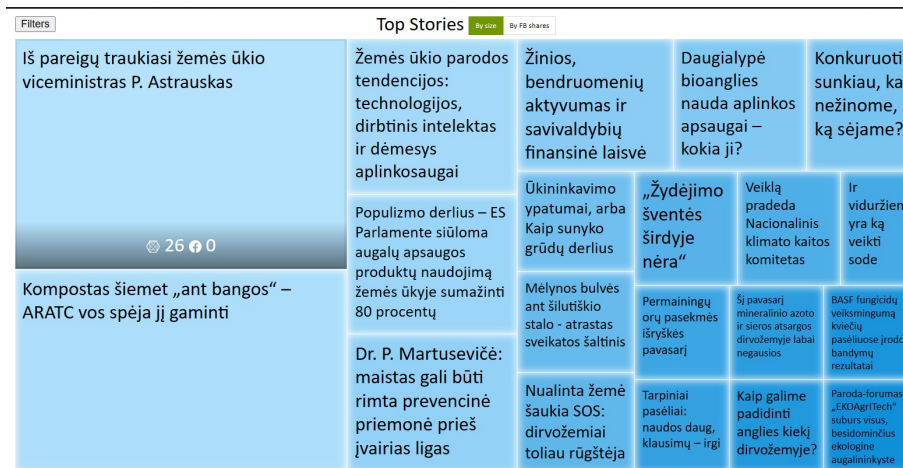 Filters
Top Stories
By size
By FB shares
Iš pareigų traukiasi žemės ūkio
viceministras P. Astrauskas
26
0
Kompostas šiemet „ant bangos“ –
ARATC vos spėja jį gaminti
Žemės ūkio parodos
tendencijos:
technologijos,
dirbtinis intelektas
ir dėmesys
aplinkosaugai
Populizmo derlius – ES
Parlamente siūloma
augalų apsaugos
produktų naudojimą
žemės ūkyje sumažinti
80 procentų
Dr. P. Martusevičė:
maistas gali būti
rimta prevencinė
priemonė prieš
įvairias ligas
Žinios,
bendruomenių
aktyvumas ir
savivaldybių
finansinė laisvė
Daugialypė
bioanglies
nauda aplinkos
apsaugai –
kokia ji?
Konkuruoti
sunkiau, ka
nežinome,
ką sėjame?
Ūkininkavimo
ypatumai, arba
Kaip sunyko
grūdų derlius
„Žydėjimo
šventės
širdyje
nėra“
Veiklą
pradeda
Nacionalinis
klimato kaitos
komitetas
Ir
viduržiem
yra ką
veikti
sode
Mėlynos bulvės
ant šilutiškio
stalo - atrastas
sveikatos šaltinis
Permainingų
orų pasekmės
išryškės
pavasarį
Šį pavasarį
mineralinio azoto
ir sieros atsargos
dirvožemyje labai
negausios
BASF fungicidų
veiksmingumą
kviečių
pasėliuose įrodo
bandymų
rezultatai
Nualinta žemė
šaukia SOS:
dirvožemiai
toliau rūgštėja
Tarpiniai
pasėliai:
naudos daug,
klausimų – irgi
Kaip galime
padidinti
anglies kiekį
dirvožemyje?
Paroda-forumas
„EKOAgriTech“
suburs visus,
besidominčius
ekologine
augalininkyste